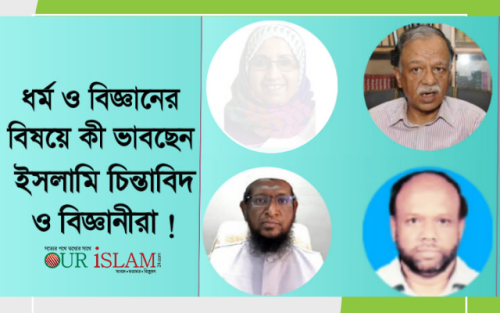 ধর্ম ও বিজ্ঞানের
বিষয়ে কী ভাবছেন
ইসলামি চিন্তাবিদ
ও বিজ্ঞানীরা !
OUR iSLAM